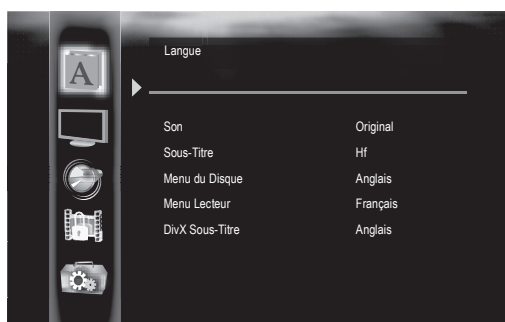 A
Langue
Son Original
Sous-Titre Hf
Menu du Disque Anglais
Menu Lecteur Français
DivX Sous-Titre Anglais